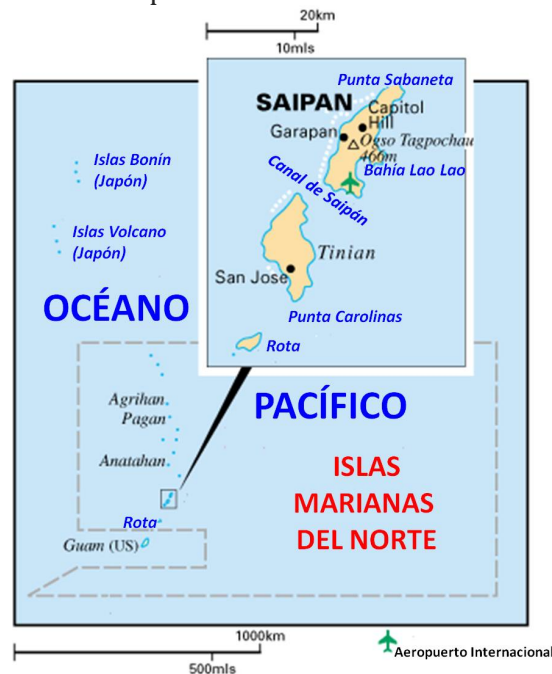 20km
10mls
Punta Sabaneta
SAIPAN
Capitol
Hill
Garapan
Ogso Tagpochau
466m
Bahía Lao Lao
Canal de Saipán
Islas Bonín
(Japón)
Islas Volcano
(Japón)
Tinian
San Jose
OCÉANO
Punta Carolinas
Rota
PACÍFICO
Agrihan
Pagan
Anatahan
ISLAS
MARIANAS
DEL NORTE
Rota
Guam (US)
1000km
500mls
Aeropuerto Internacional